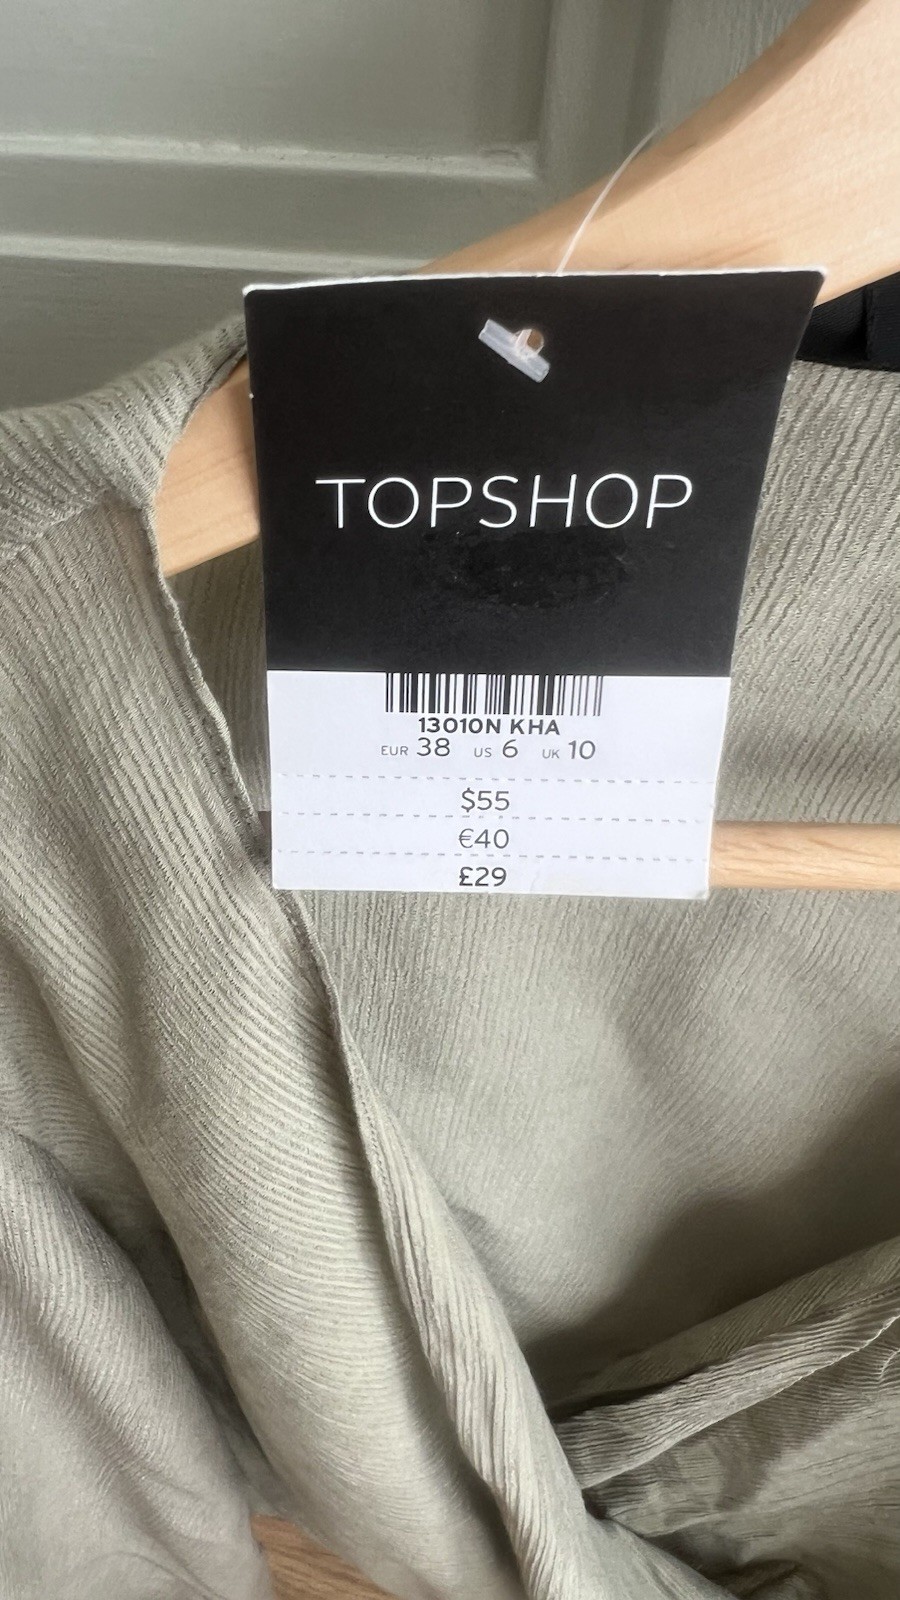 TOPSHOP
13010N KHA
EUR 38 US 6 UK 10
$55
€40
£29